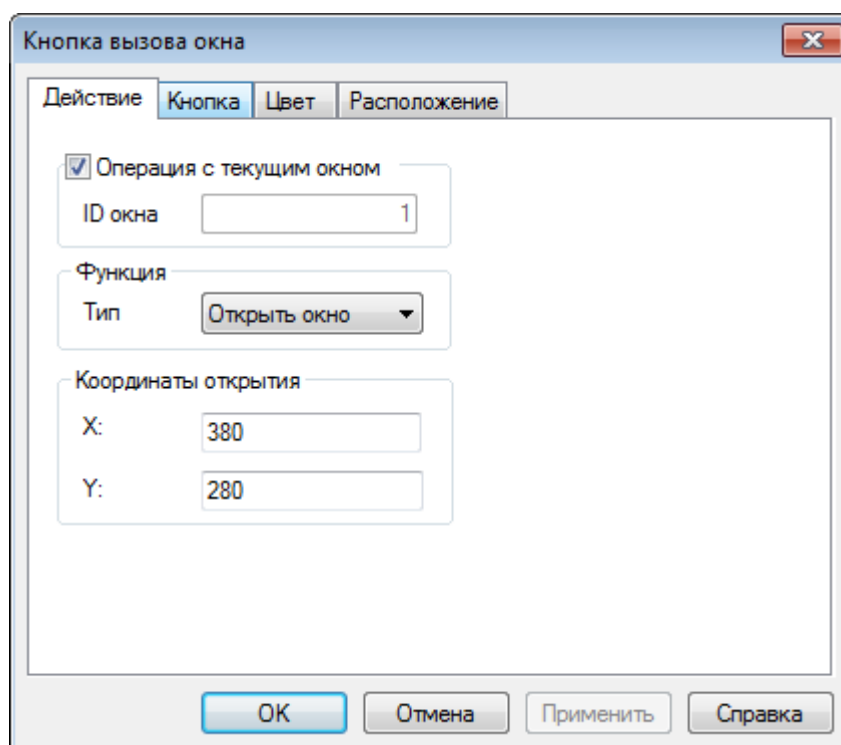 Кнопка вызова окна
Действие Кнопка Цвет Расположение
Операция с текущим окном
ID окна 1
Функция
Тип Открыть окно
Координаты открытия
X: 380
Y: 280
OK Отмена Применить Справка